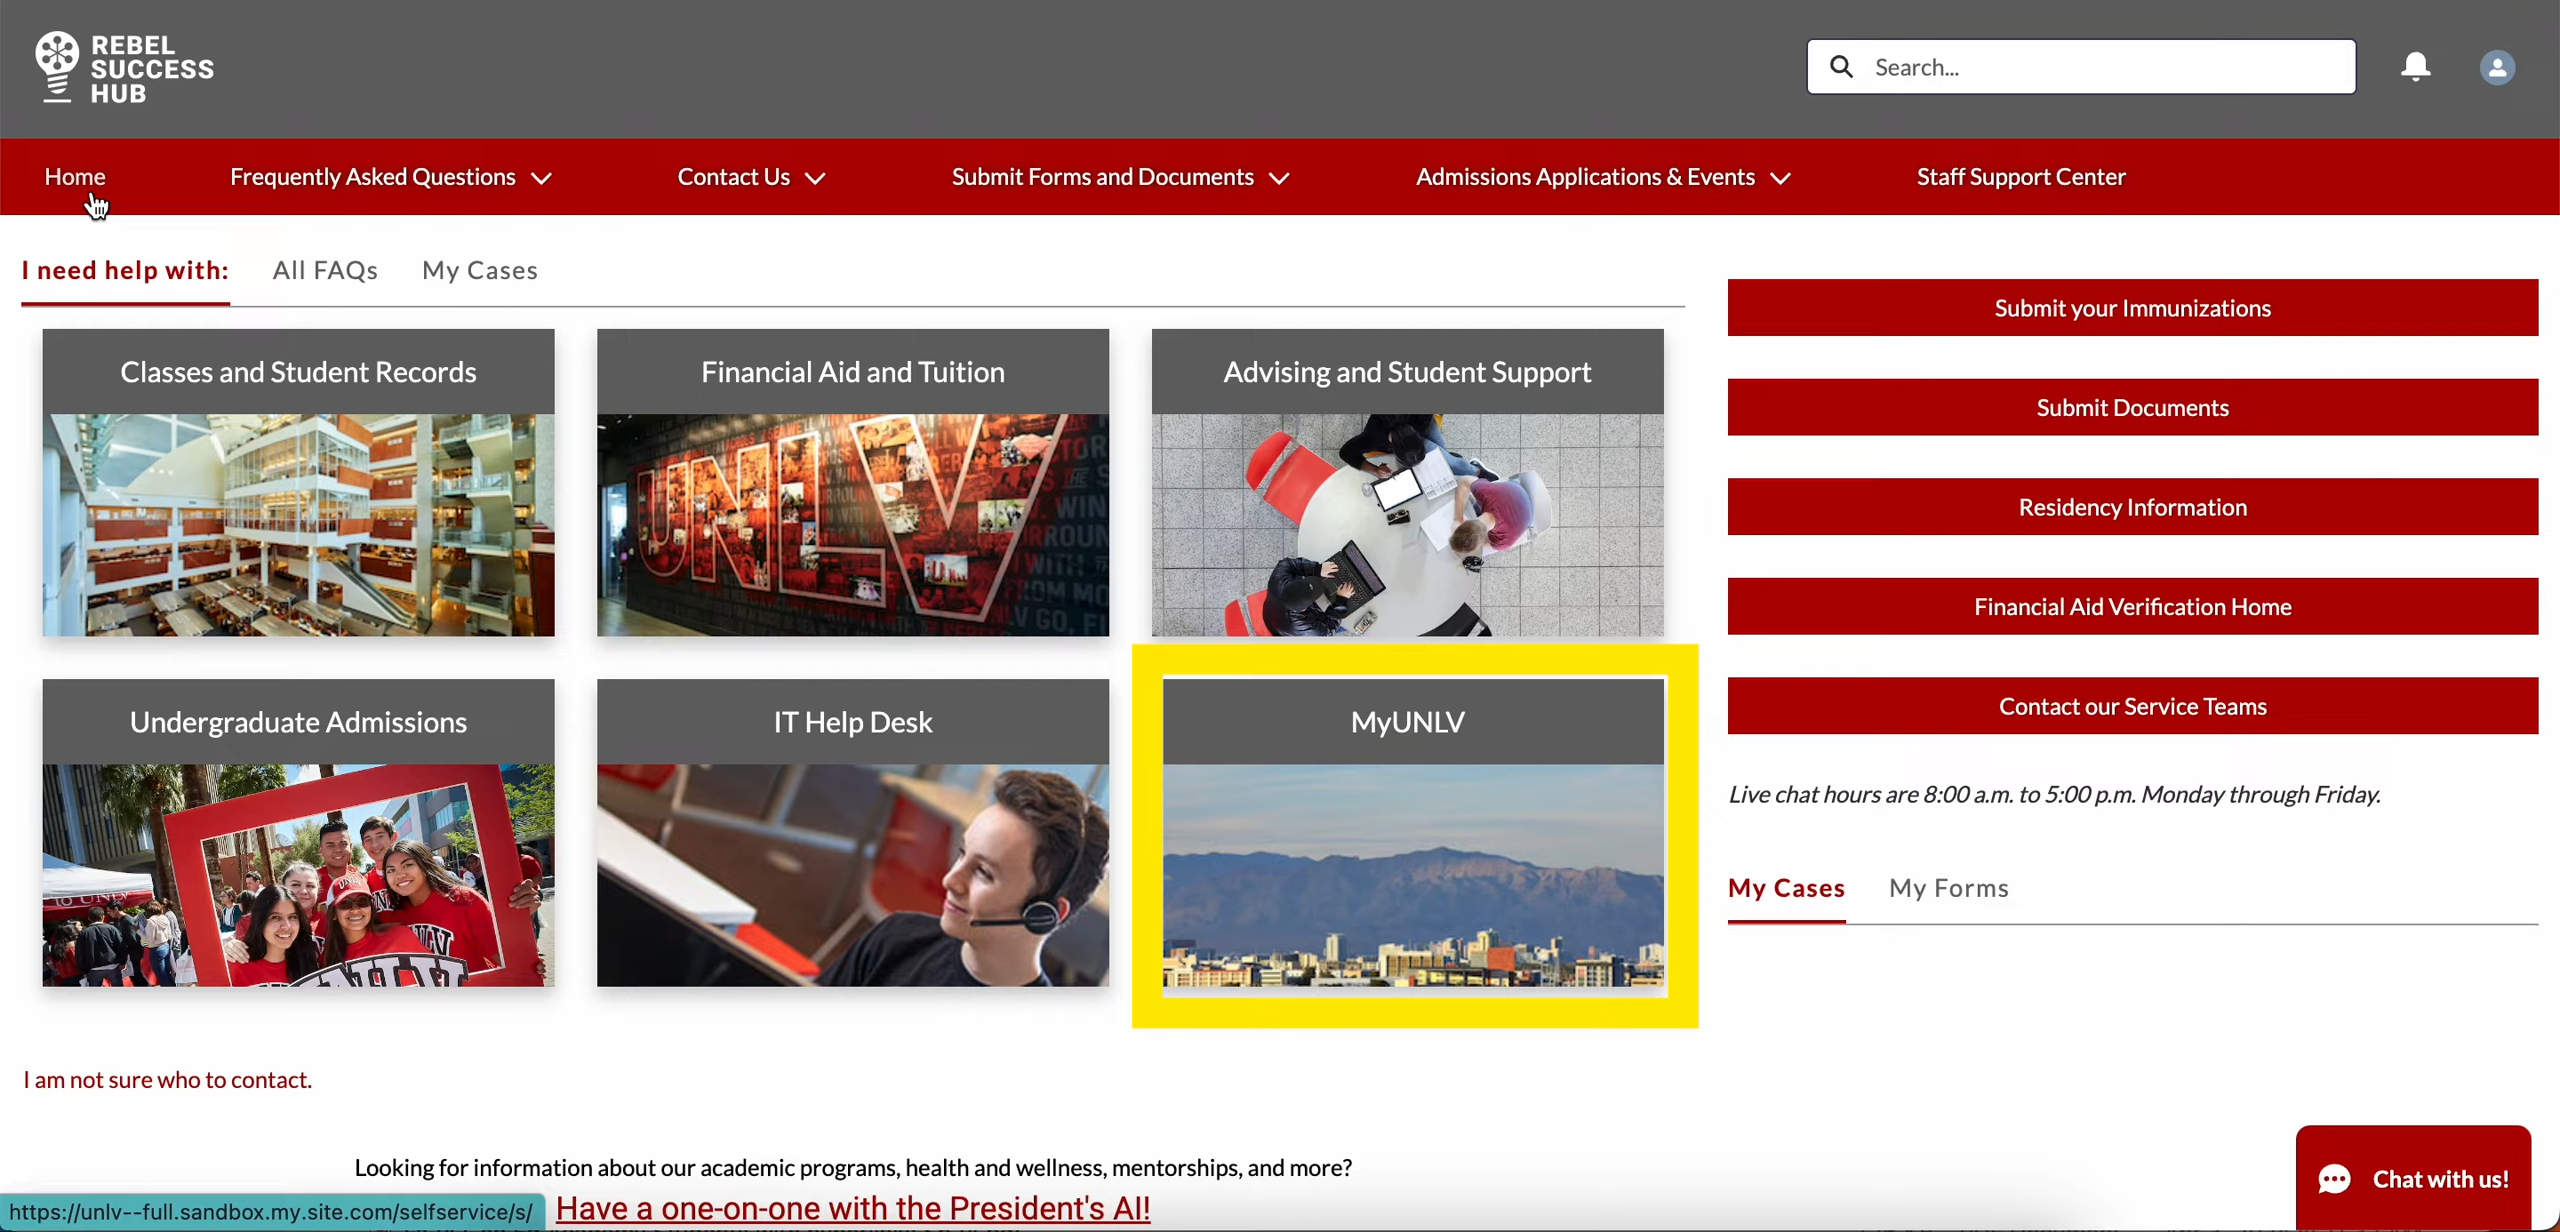 REBEL
SUCCESS
HUB
Search...
Home
Frequently Asked Questions
Contact Us
Submit Forms and Documents
Admissions Applications & Events
Staff Support Center
I need help with:
All FAQs
My Cases
Classes and Student Records
Financial Aid and Tuition
UNLV
Advising and Student Support
Undergraduate Admissions
IT Help Desk
MyUNLV
Submit your Immunizations
Submit Documents
Residency Information
Financial Aid Verification Home
Contact our Service Teams
Live chat hours are 8:00 a.m. to 5:00 p.m. Monday through Friday.
My Cases
My Forms
I am not sure who to contact.
Looking for information about our academic programs, health and wellness, mentorships, and more?
Have a one-on-one with the President's AI!
https://unlv--full.sandbox.my.site.com/selfservice/s/
Chat with us!